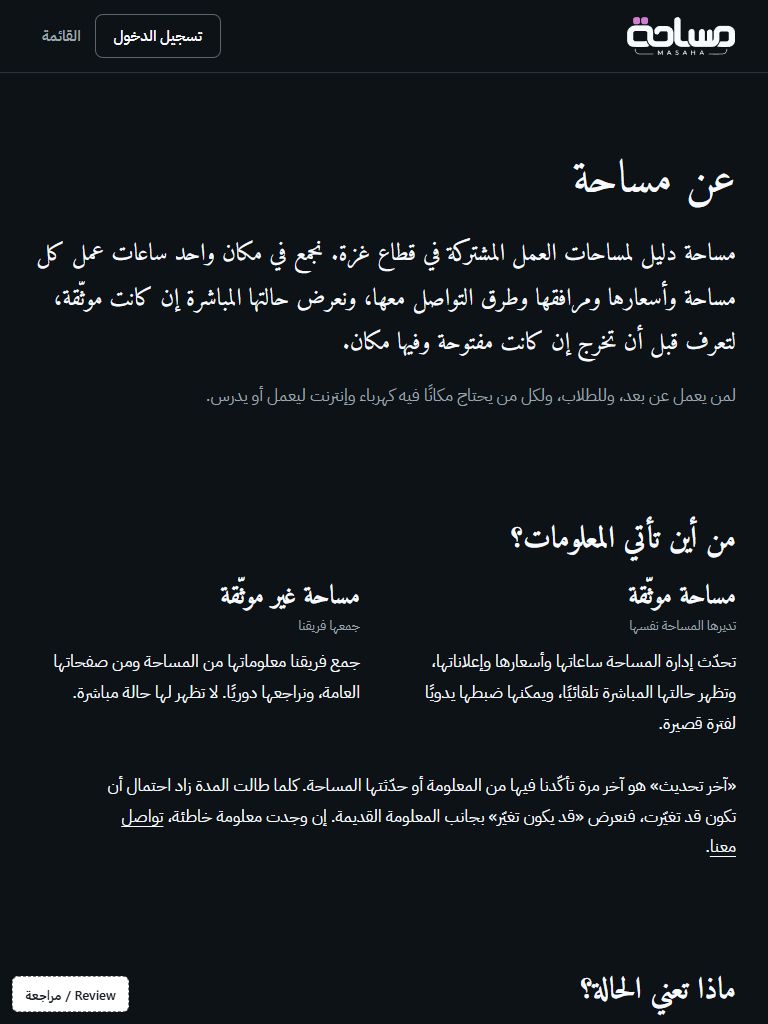 مساحة
MASAHA
تسجيل الدخول
القائمة
عن مساحة
مساحة دليل لمساحات العمل المشتركة في قطاع غزة. نجمع في مكان واحد ساعات عمل كل
مساحة وأسعارها ومرافقها وطرق التواصل معها، ونعرض حالتها المباشرة إن كانت موثّقة،
لتعرف قبل أن تخرج إن كانت مفتوحة وفيها مكان.
لمن يعمل عن بعد، وللطلاب، ولكل من يحتاج مكانًا فيه كهرباء وإنترنت ليعمل أو يدرس.
من أين تأتي المعلومات؟
مساحة موثّقة
تديرها المساحة نفسها
تحدّث إدارة المساحة ساعاتها وأسعارها وإعلاناتها،
وتظهر حالتها المباشرة تلقائيًا، ويمكنها ضبطها يدويًا
لفترة قصيرة.
مساحة غير موثّقة
جمعها فريقنا
جمع فريقنا معلوماتها من المساحة ومن صفحاتها
العامة، ونراجعها دوريًا. لا تظهر لها حالة مباشرة.
«آخر تحديث» هو آخر مرة تأكّدنا فيها من المعلومة أو حدّثتها المساحة. كلما طالت المدة زاد احتمال أن
تكون قد تغيّرت، فنعرض «قد يكون تغيّر» بجانب المعلومة القديمة. إن وجدت معلومة خاطئة، تواصل
معنا.
ماذا تعني الحالة؟
Review / مراجعة